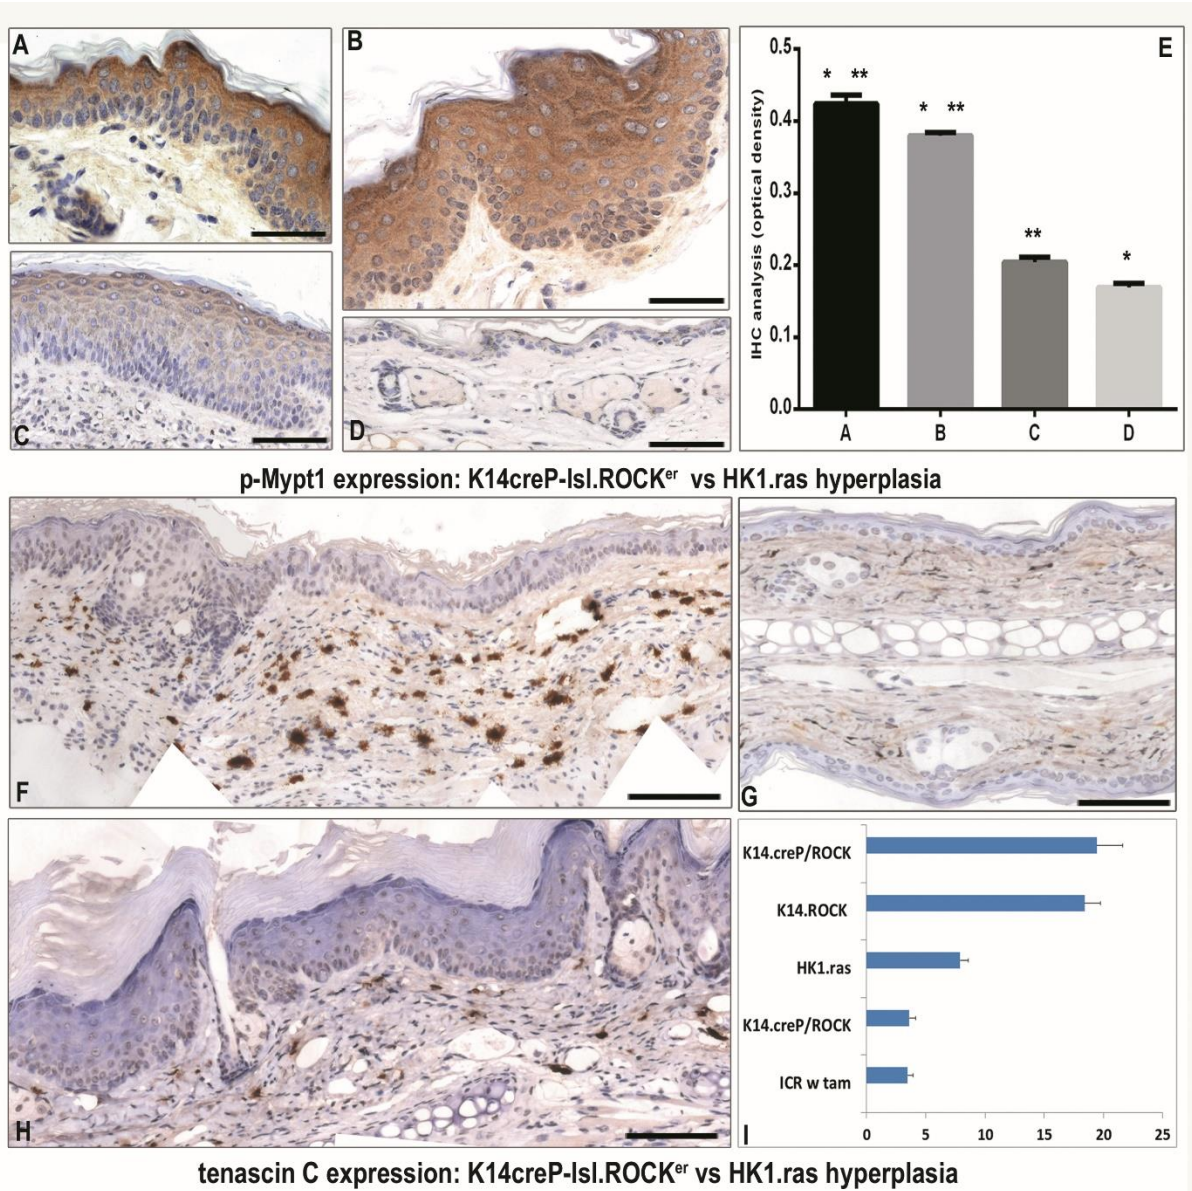 A
B
C
D
E
IHC analysis (optical density)
0.5
0.4
0.3
0.2
0.1
0.0
* **
* **
**
*
A B C D
p-Mypt1 expression: K14creP-lsl.ROCKer vs HK1.ras hyperplasia
F
G
H
I
K14.creP/ROCK
K14.ROCK
HK1.ras
K14.creP/ROCK
ICR w tam
0 5 10 15 20 25
tenascin C expression: K14creP-lsl.ROCKer vs HK1.ras hyperplasia